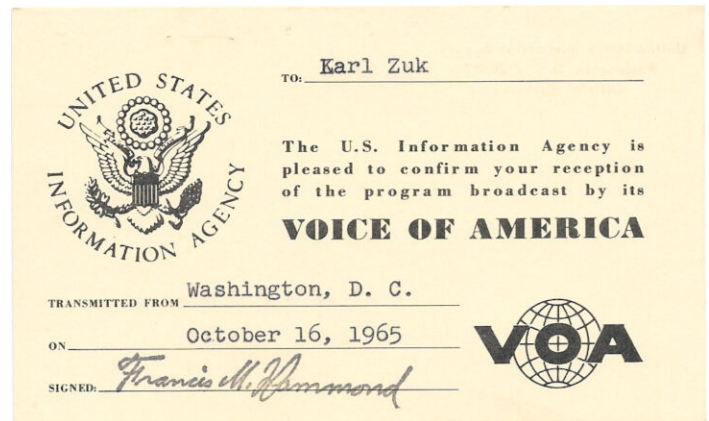 UNITED STATES
INFORMATION AGENCY
TO: Karl Zuk
The U.S. Information Agency is
pleased to confirm your reception
of the program broadcast by its
VOICE OF AMERICA
TRANSMITTED FROM Washington, D. C.
ON October 16, 1965
SIGNED: Francis M. Hammond
VOA